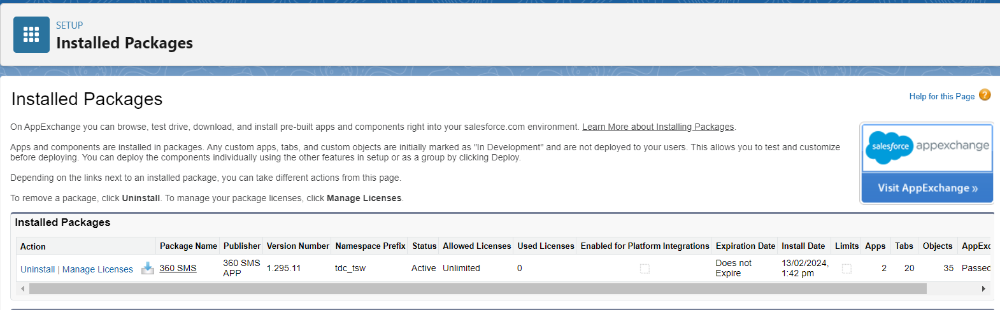 SETUP
Installed Packages
Installed Packages
Help for this Page ?
On AppExchange you can browse, test drive, download, and install pre-built apps and components right into your salesforce.com environment. Learn More about Installing Packages.
Apps and components are installed in packages. Any custom apps, tabs, and custom objects are initially marked as "In Development" and are not deployed to your users. This allows you to test and customize
before deploying. You can deploy the components individually using the other features in setup or as a group by clicking Deploy.
Depending on the links next to an installed package, you can take different actions from this page.
To remove a package, click Uninstall. To manage your package licenses, click Manage Licenses.
salesforce appexchange
Visit AppExchange »
Installed Packages
Action Package Name Publisher Version Number Namespace Prefix Status Allowed Licenses Used Licenses Enabled for Platform Integrations Expiration Date Install Date Limits Apps Tabs Objects AppExc
Uninstall | Manage Licenses 360 SMS 360 SMS APP 1.295.11 tdc_tsw Active Unlimited 0 Does not Expire 13/02/2024, 1:42 pm 2 20 35 Passed